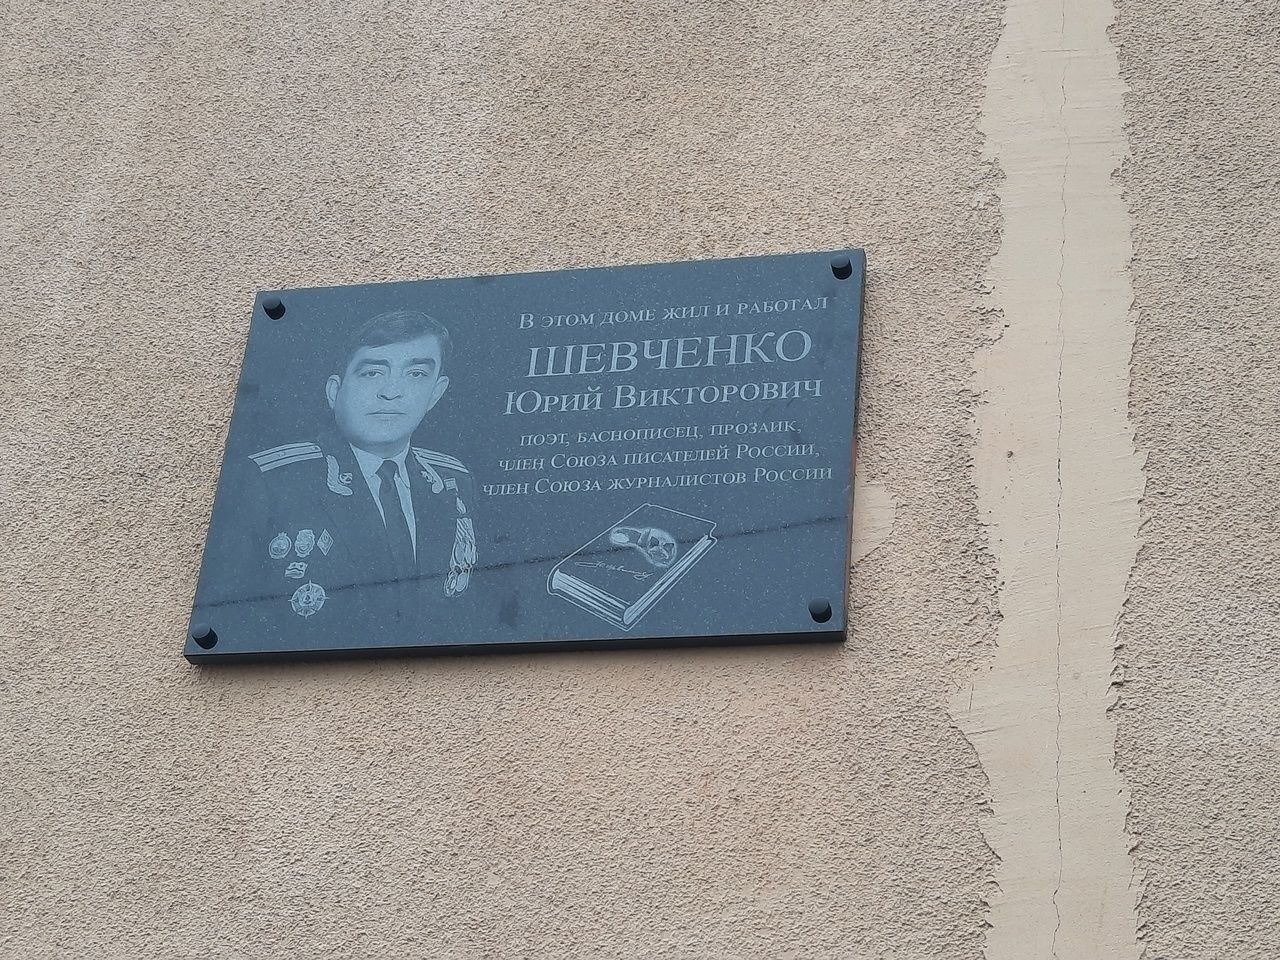 В этом доме жил и работал
ШЕВЧЕНКО
Юрий Викторович
поэт, баснописец, прозаик,
член Союза писателей России,
член Союза журналистов России